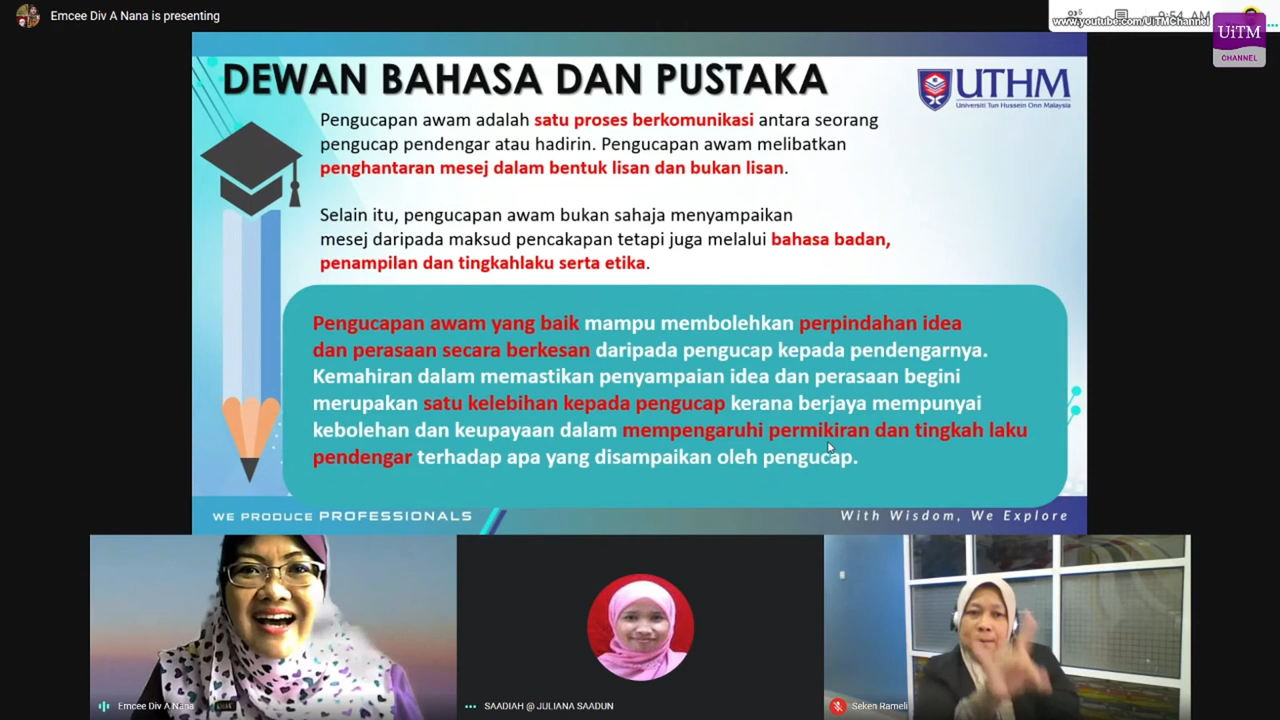 Emcee Div A Nana is presenting
9:54 AM
www.youtube.com/UiTMChannel
UiTM
CHANNEL
DEWAN BAHASA DAN PUSTAKA
UTHM
Universiti Tun Hussein Onn Malaysia
Pengucapan awam adalah satu proses berkomunikasi antara seorang
pengucap pendengar atau hadirin. Pengucapan awam melibatkan
penghantaran mesej dalam bentuk lisan dan bukan lisan.
Selain itu, pengucapan awam bukan sahaja menyampaikan
mesej daripada maksud pencakapan tetapi juga melalui bahasa badan,
penampilan dan tingkahlaku serta etika.
Pengucapan awam yang baik mampu membolehkan perpindahan idea
dan perasaan secara berkesan daripada pengucap kepada pendengarnya.
Kemahiran dalam memastikan penyampaian idea dan perasaan begini
merupakan satu kelebihan kepada pengucap kerana berjaya mempunyai
kebolehan dan keupayaan dalam mempengaruhi permikiran dan tingkah laku
pendengar terhadap apa yang disampaikan oleh pengucap.
WE PRODUCE PROFESSIONALS
With Wisdom, We Explore
Emcee Div A Nana
SAADIAH @ JULIANA SAADUN
Seken Rameli